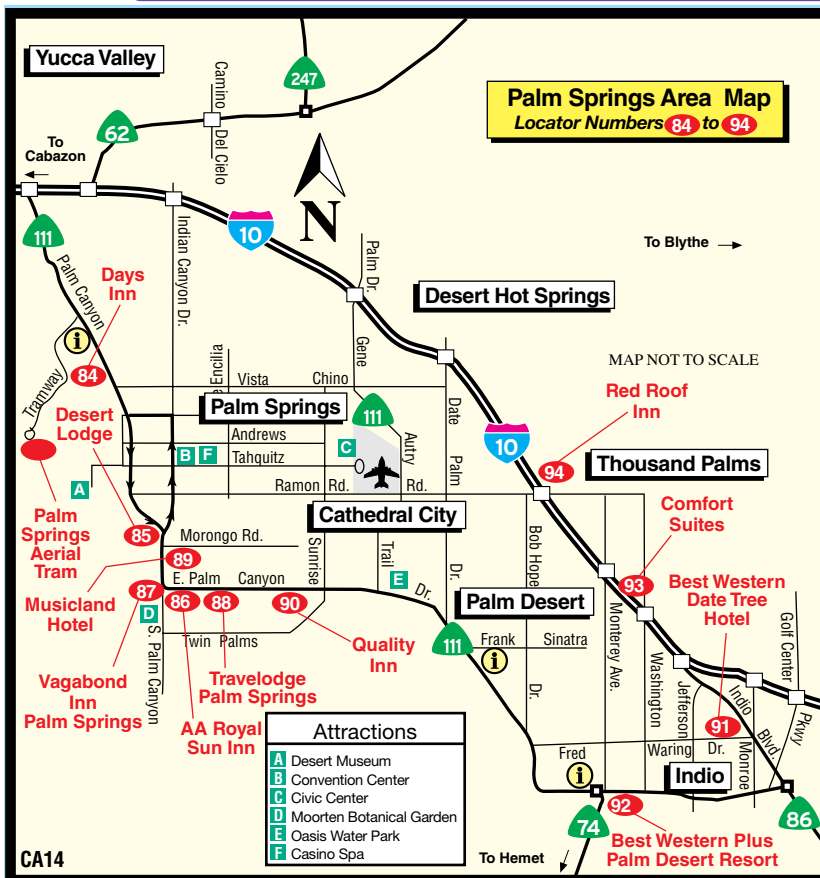 Yucca Valley
247
Palm Springs Area Map
Locator Numbers 84 to 94
Camino
Del Cielo
62
To
Cabazon
N
111
10
To Blythe
Palm Canyon
Indian Canyon Dr.
Palm Dr.
Days
Inn
Desert Hot Springs
i
84
Tramway
Encilia
Vista Chino
Gene
MAP NOT TO SCALE
Red Roof
Inn
Desert
Lodge
Palm Springs
111
Date
10
Andrews
B F
C
Autry
Tahquitz
Palm
94
Thousand Palms
A
Ramon Rd.
Rd.
Palm
Springs
Aerial
Tram
Cathedral City
Comfort
Suites
85
Morongo Rd.
Sunrise
Trail
Bob Hope
89
E. Palm Canyon
E
Dr.
Dr.
93
Best Western
Date Tree
Hotel
Musicland
Hotel
87
86
88
90
Palm Desert
D
S. Palm Canyon
Twin Palms
Quality
Inn
111
Frank Sinatra
i
Monterey Ave.
Washington
Golf Center
Pkwy
Vagabond
Inn
Palm Springs
Travelodge
Palm Springs
AA Royal
Sun Inn
Dr.
Jefferson
Indio
Blvd.
91
Attractions
A Desert Museum
B Convention Center
C Civic Center
D Moorten Botanical Garden
E Oasis Water Park
F Casino Spa
Fred Waring Dr.
Monroe
i
Indio
92
74
86
Best Western Plus
Palm Desert Resort
To Hemet
CA14